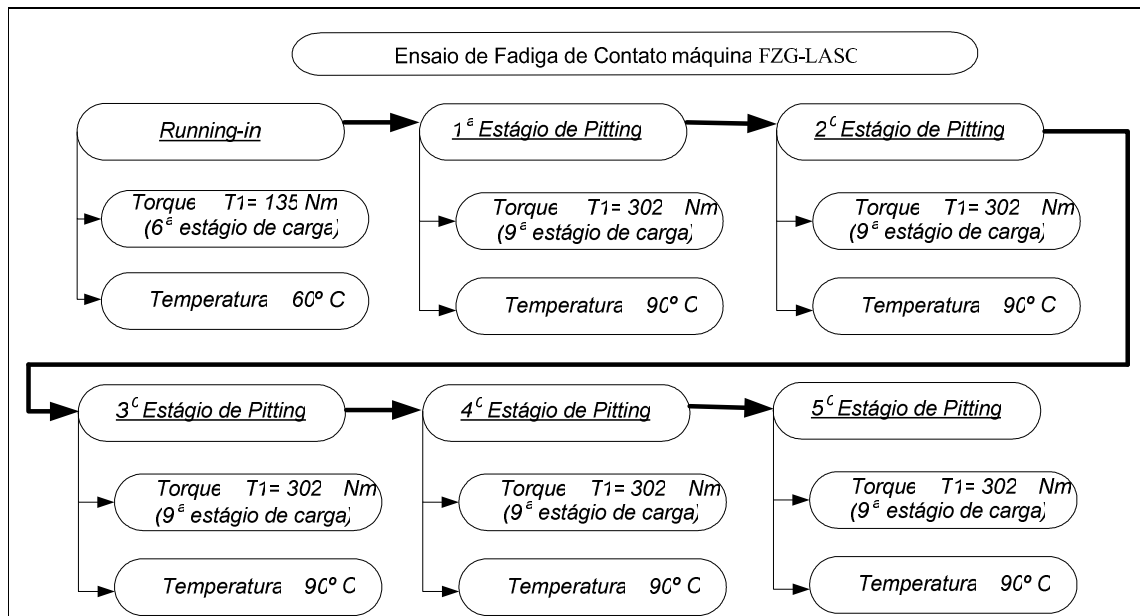 Ensaio de Fadiga de Contato máquina FZG-LASC
Running-in
1ª Estágio de Pitting
2º Estágio de Pitting
Torque T1= 135 Nm
(6ª estágio de carga)
Torque T1= 302 Nm
(9ª estágio de carga)
Torque T1= 302 Nm
(9ª estágio de carga)
Temperatura 60º C
Temperatura 90º C
Temperatura 90º C
3º Estágio de Pitting
4º Estágio de Pitting
5º Estágio de Pitting
Torque T1= 302 Nm
(9ª estágio de carga)
Torque T1= 302 Nm
(9ª estágio de carga)
Torque T1= 302 Nm
(9ª estágio de carga)
Temperatura 90º C
Temperatura 90º C
Temperatura 90º C